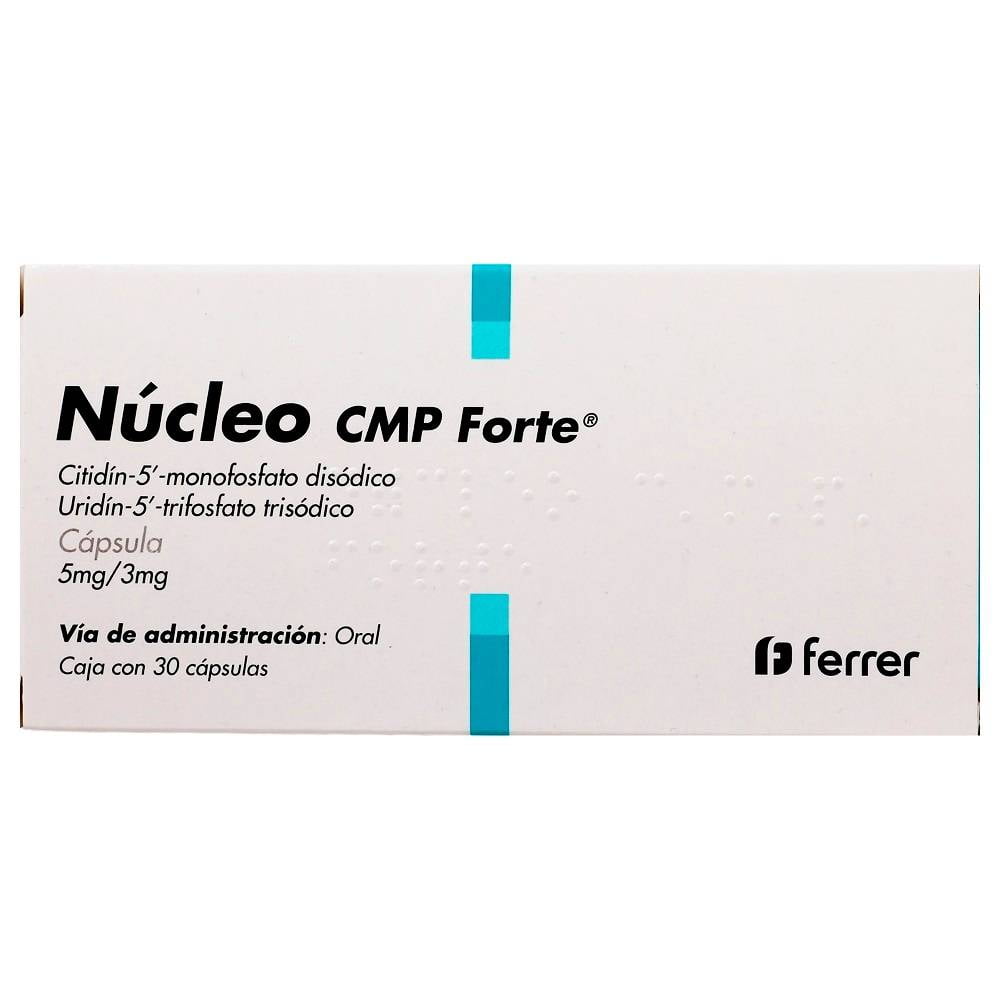 Núcleo CMP Forte®
Citidín-5'-monofosfato disódico
Uridín-5'-trifosfato trisódico
Cápsula
5mg/3mg
Vía de administración: Oral
Caja con 30 cápsulas
ferrer